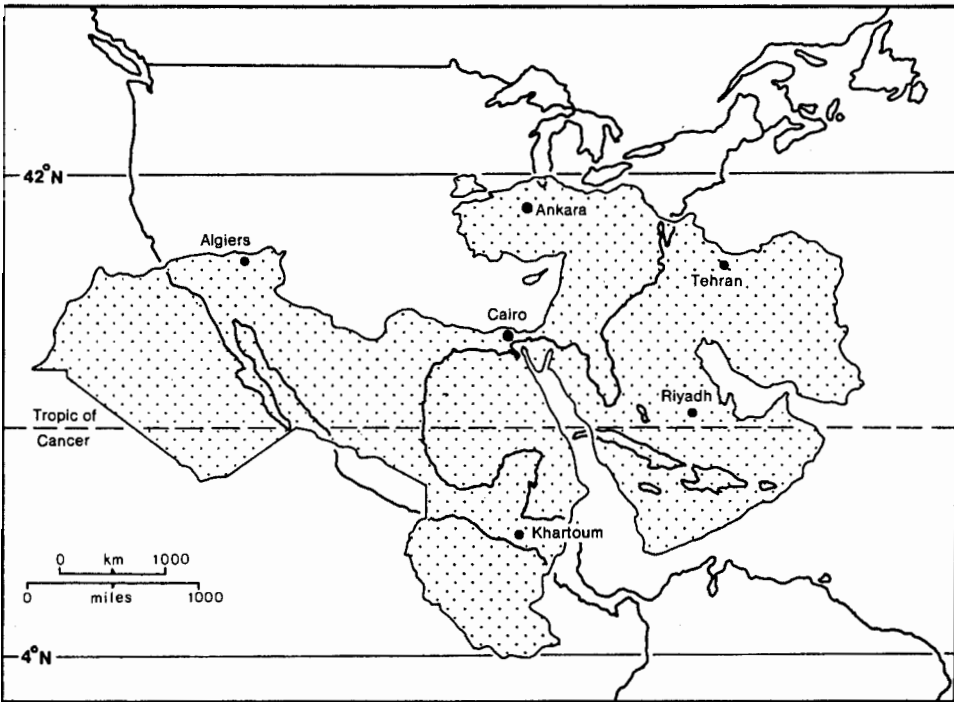 42°N
Ankara
Algiers
Tehran
Cairo
Riyadh
Tropic of
Cancer
Khartoum
0 km 1000
0 miles 1000
4°N